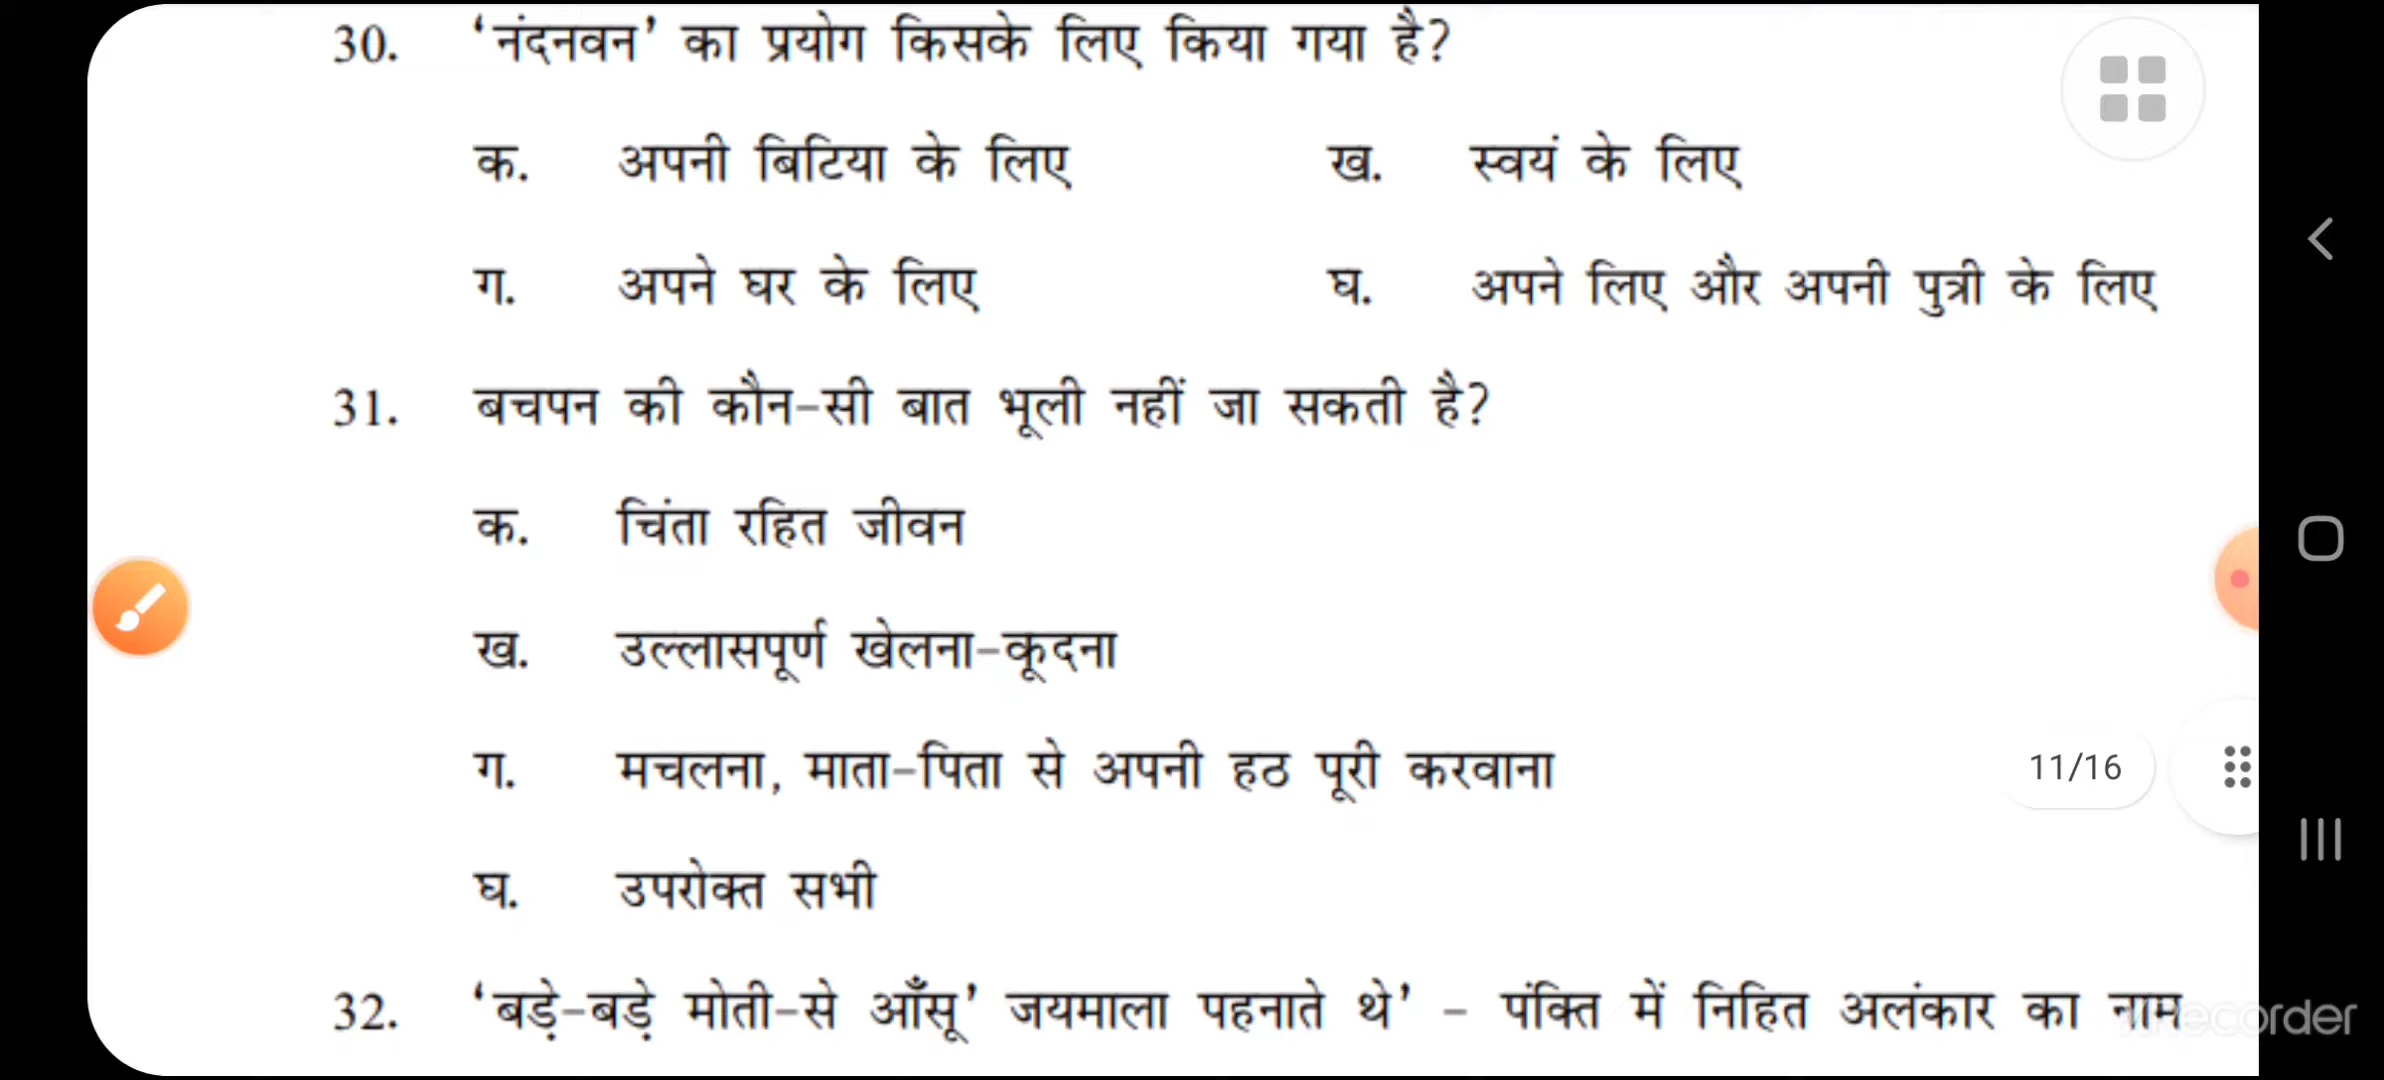 30. ‘नंदनवन’ का प्रयोग किसके लिए किया गया है?
क. अपनी बिटिया के लिए ख. स्वयं के लिए
ग. अपने घर के लिए घ. अपने लिए और अपनी पुत्री के लिए
31. बचपन की कौन-सी बात भूली नहीं जा सकती है?
क. चिंता रहित जीवन
ख. उल्लासपूर्ण खेलना-कूदना
ग. मचलना, माता-पिता से अपनी हठ पूरी करवाना
11/16
घ. उपरोक्त सभी
32. ‘बड़े-बड़े मोती-से आँसू’ जयमाला पहनाते थे’ - पंक्ति में निहित अलंकार का नाम